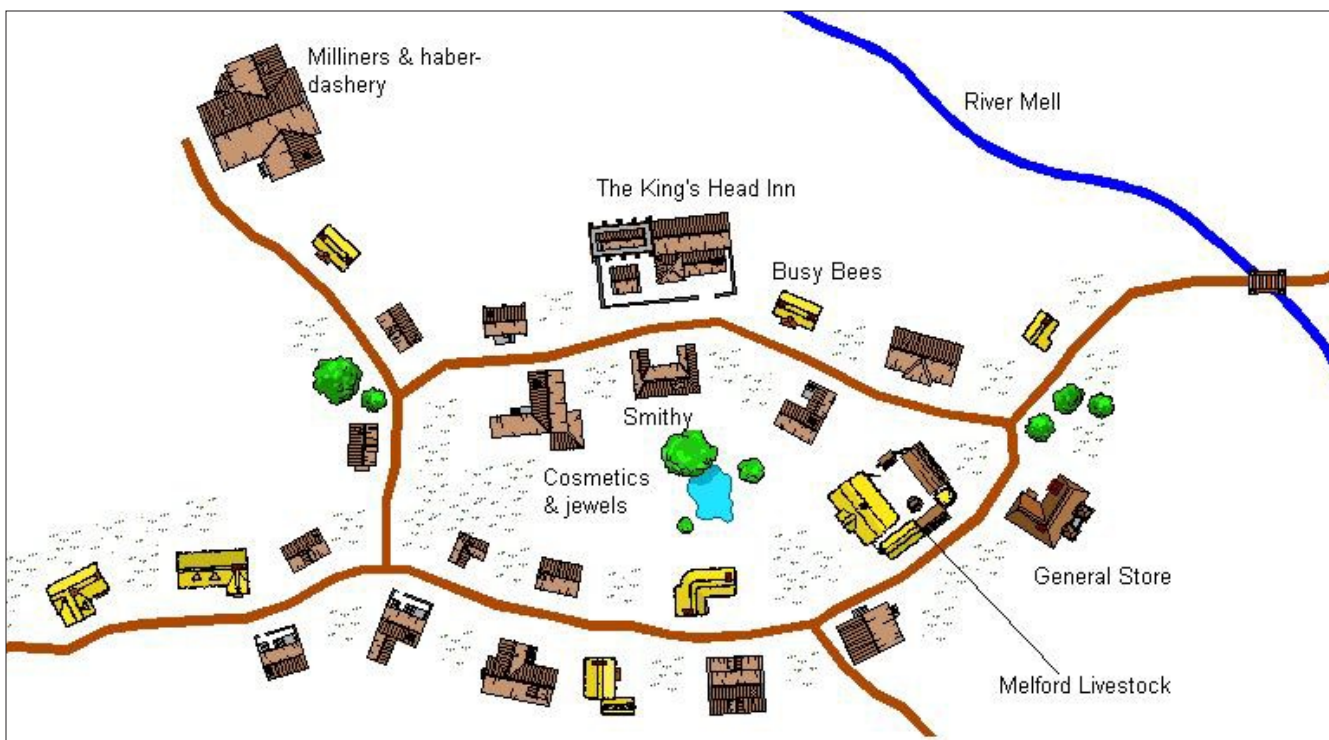 Milliners & haber-
dashery
River Mell
The King's Head Inn
Busy Bees
Smithy
Cosmetics
& jewels
General Store
Melford Livestock